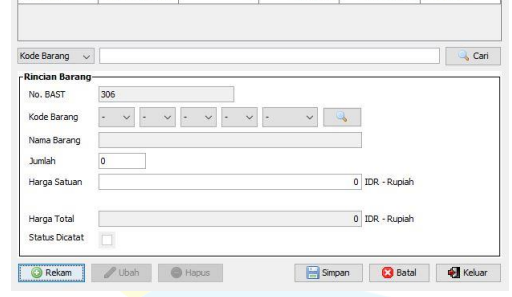 Kode Barang Cari
Rincian Barang
No. BAST 306
Kode Barang - - - - -
Nama Barang
Jumlah 0
Harga Satuan 0 IDR - Rupiah
Harga Total 0 IDR - Rupiah
Status Dicatat
Rekam Ubah Hapus Simpan Batal Keluar